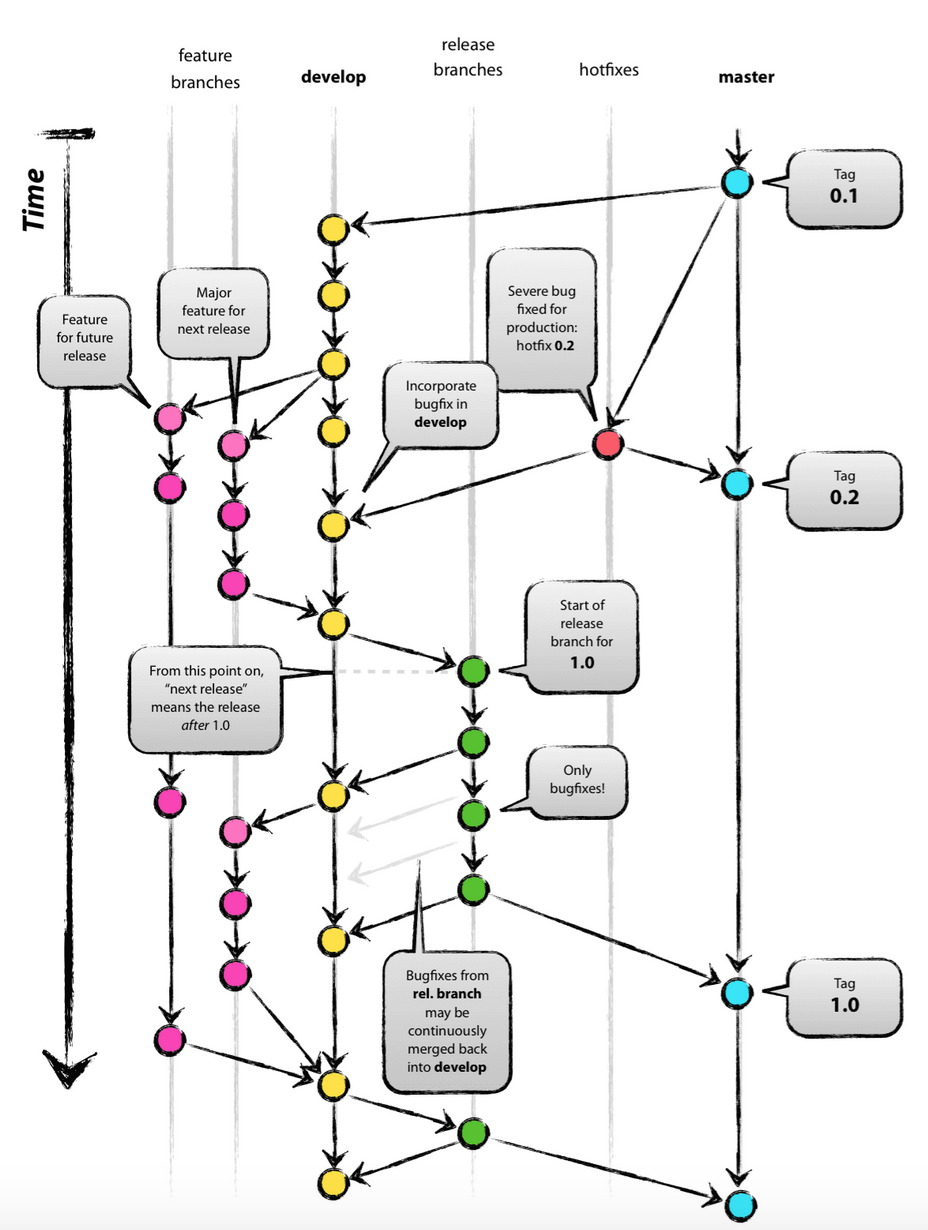 feature
branches
develop
release
branches
hotfixes
master
Time
Tag
0.1
Major
feature for
next release
Feature
for future
release
Severe bug
fixed for
production:
hotfix 0.2
Incorporate
bugfix in
develop
Tag
0.2
Start of
release
branch for
1.0
From this point on,
“next release”
means the release
after 1.0
Only
bugfixes!
Bugfixes from
rel. branch
may be
continuously
merged back
into develop
Tag
1.0